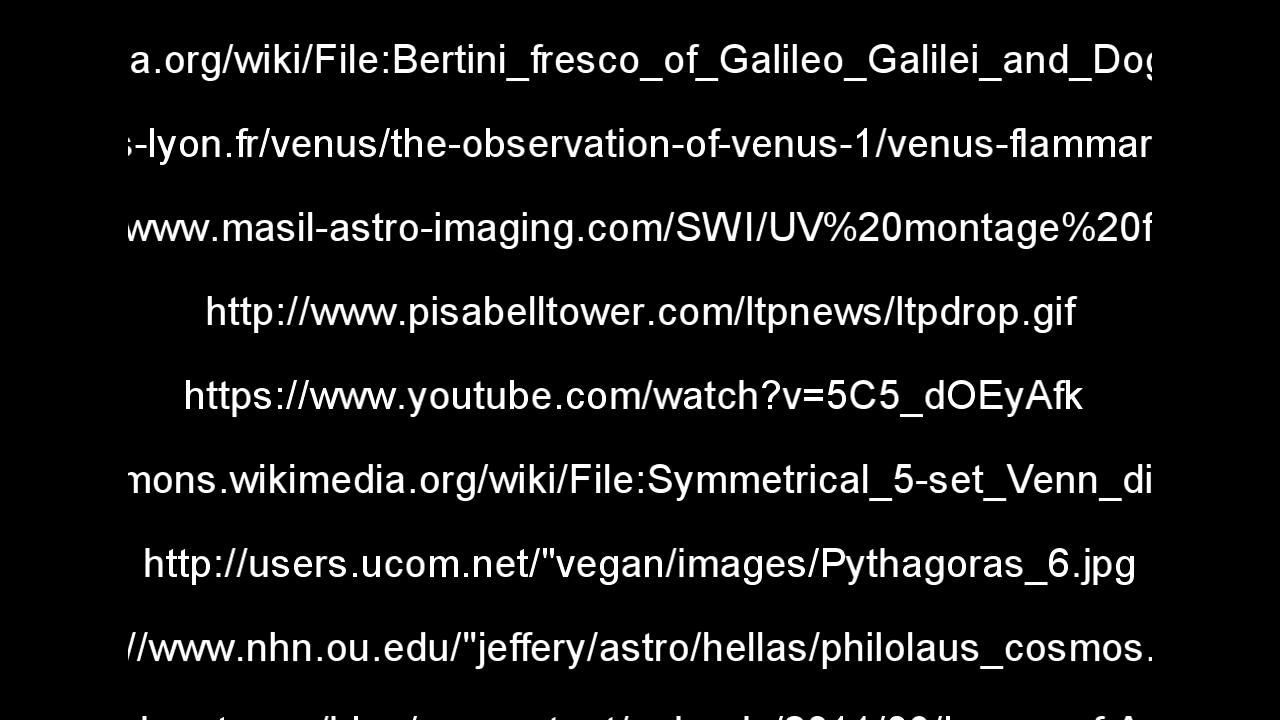 a.org/wiki/File:Bertini_fresco_of_Galileo_Galilei_and_Dog
s-lyon.fr/venus/the-observation-of-venus-1/venus-flammar
www.masil-astro-imaging.com/SWI/UV%20montage%20f
http://www.pisabelltower.com/ltpnews/ltpdrop.gif
https://www.youtube.com/watch?v=5C5_dOEyAfk
mons.wikimedia.org/wiki/File:Symmetrical_5-set_Venn_di
http://users.ucom.net/"vegan/images/Pythagoras_6.jpg
//www.nhn.ou.edu/"jeffery/astro/hellas/philolaus_cosmos.